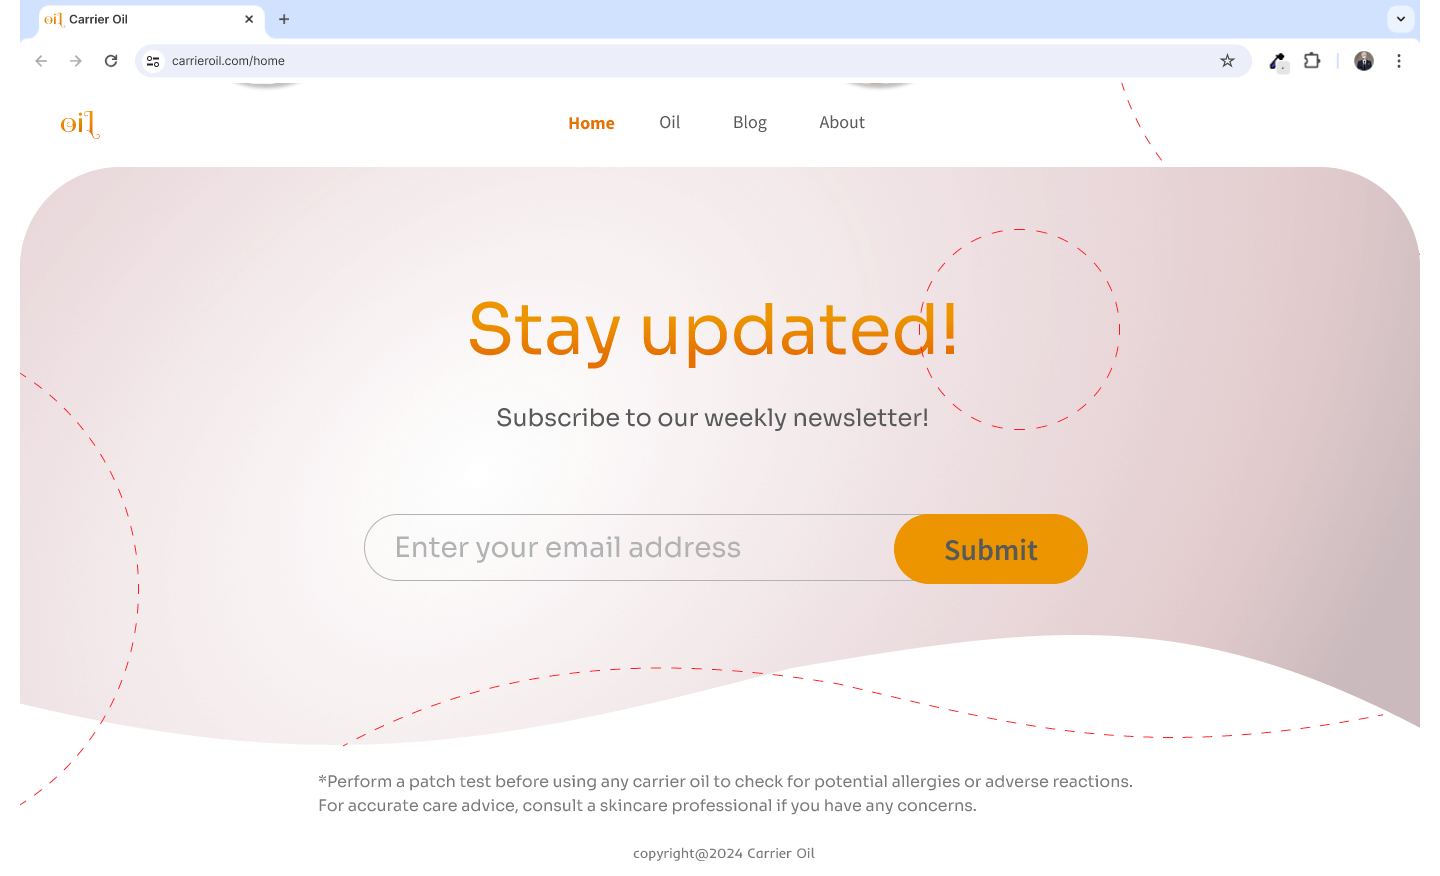 oil Carrier Oil
carrieroil.com/home
oil
Home Oil Blog About
Stay updated!
Subscribe to our weekly newsletter!
Enter your email address Submit
*Perform a patch test before using any carrier oil to check for potential allergies or adverse reactions.
For accurate care advice, consult a skincare professional if you have any concerns.
copyright@2024 Carrier Oil